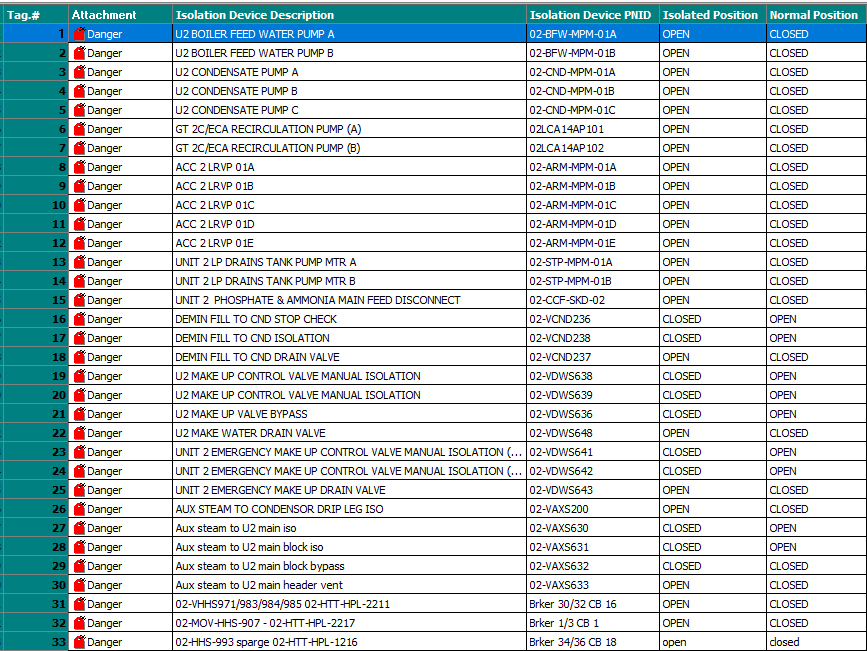 Tag.# Attachment Isolation Device Description Isolation Device PNID Isolated Position Normal Position
1 Danger U2 BOILER FEED WATER PUMP A 02-BFW-MPM-01A OPEN CLOSED
2 Danger U2 BOILER FEED WATER PUMP B 02-BFW-MPM-01B OPEN CLOSED
3 Danger U2 CONDENSATE PUMP A 02-CND-MPM-01A OPEN CLOSED
4 Danger U2 CONDENSATE PUMP B 02-CND-MPM-01B OPEN CLOSED
5 Danger U2 CONDENSATE PUMP C 02-CND-MPM-01C OPEN CLOSED
6 Danger GT 2C/ECA RECIRCULATION PUMP (A) 02LCA14AP101 OPEN CLOSED
7 Danger GT 2C/ECA RECIRCULATION PUMP (B) 02LCA14AP102 OPEN CLOSED
8 Danger ACC 2 LRVP 01A 02-ARM-MPM-01A OPEN CLOSED
9 Danger ACC 2 LRVP 01B 02-ARM-MPM-01B OPEN CLOSED
10 Danger ACC 2 LRVP 01C 02-ARM-MPM-01C OPEN CLOSED
11 Danger ACC 2 LRVP 01D 02-ARM-MPM-01D OPEN CLOSED
12 Danger ACC 2 LRVP 01E 02-ARM-MPM-01E OPEN CLOSED
13 Danger UNIT 2 LP DRAINS TANK PUMP MTR A 02-STP-MPM-01A OPEN CLOSED
14 Danger UNIT 2 LP DRAINS TANK PUMP MTR B 02-STP-MPM-01B OPEN CLOSED
15 Danger UNIT 2 PHOSPHATE & AMMONIA MAIN FEED DISCONNECT 02-CCF-SKD-02 OPEN CLOSED
16 Danger DEMIN FILL TO CND STOP CHECK 02-VCND236 CLOSED OPEN
17 Danger DEMIN FILL TO CND ISOLATION 02-VCND238 CLOSED OPEN
18 Danger DEMIN FILL TO CND DRAIN VALVE 02-VCND237 OPEN CLOSED
19 Danger U2 MAKE UP CONTROL VALVE MANUAL ISOLATION 02-VDWS638 CLOSED OPEN
20 Danger U2 MAKE UP CONTROL VALVE MANUAL ISOLATION 02-VDWS639 CLOSED OPEN
21 Danger U2 MAKE UP VALVE BYPASS 02-VDWS636 CLOSED OPEN
22 Danger U2 MAKE WATER DRAIN VALVE 02-VDWS648 OPEN CLOSED
23 Danger UNIT 2 EMERGENCY MAKE UP CONTROL VALVE MANUAL ISOLATION (... 02-VDWS641 CLOSED OPEN
24 Danger UNIT 2 EMERGENCY MAKE UP CONTROL VALVE MANUAL ISOLATION (... 02-VDWS642 CLOSED OPEN
25 Danger UNIT 2 EMERGENCY MAKE UP DRAIN VALVE 02-VDWS643 OPEN CLOSED
26 Danger AUX STEAM TO CONDENSOR DRIP LEG ISO 02-VAXS200 OPEN CLOSED
27 Danger Aux steam to U2 main iso 02-VAXS630 CLOSED OPEN
28 Danger Aux steam to U2 main block iso 02-VAXS631 CLOSED OPEN
29 Danger Aux steam to U2 main block bypass 02-VAXS632 CLOSED CLOSED
30 Danger Aux steam to U2 main header vent 02-VAXS633 OPEN CLOSED
31 Danger 02-VHHS971/983/984/985 02-HTT-HPL-2211 Brker 30/32 CB 16 OPEN CLOSED
32 Danger 02-MOV-HHS-907 - 02-HTT-HPL-2217 Brker 1/3 CB 1 OPEN CLOSED
33 Danger 02-HHS-993 sparge 02-HTT-HPL-1216 Brker 34/36 CB 18 open closed